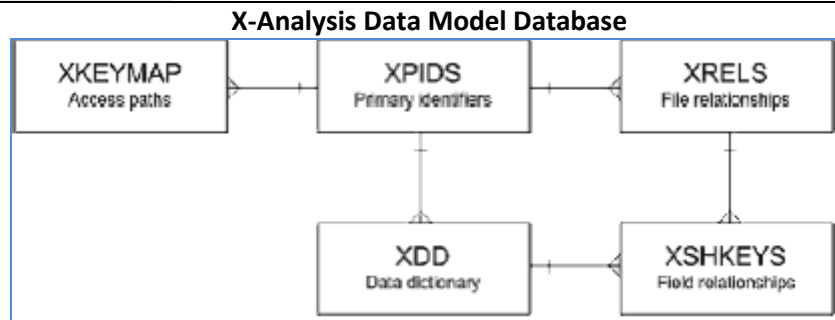 X-Analysis Data Model Database
XKEYMAP
Access paths
XPIDS
Primary identifiers
XRELS
File relationships
XDD
Data dictionary
XSHKEYS
Field relationships